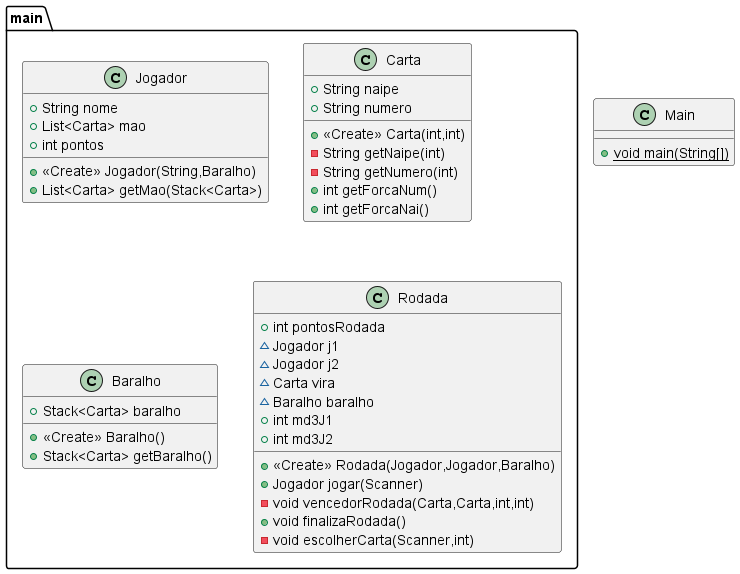 main
C Jogador
String nome
List<Carta> mao
int pontos
«Create» Jogador(String,Baralho)
List<Carta> getMao(Stack<Carta>)
C Carta
String naipe
String numero
«Create» Carta(int,int)
String getNaipe(int)
String getNumero(int)
int getForcaNum()
int getForcaNai()
C Main
void main(String[])
C Baralho
Stack<Carta> baralho
«Create» Baralho()
Stack<Carta> getBaralho()
C Rodada
int pontosRodada
Jogador j1
Jogador j2
Carta vira
Baralho baralho
int md3J1
int md3J2
«Create» Rodada(Jogador,Jogador,Baralho)
Jogador jogar(Scanner)
void vencedorRodada(Carta,Carta,int,int)
void finalizaRodada()
void escolherCarta(Scanner,int)